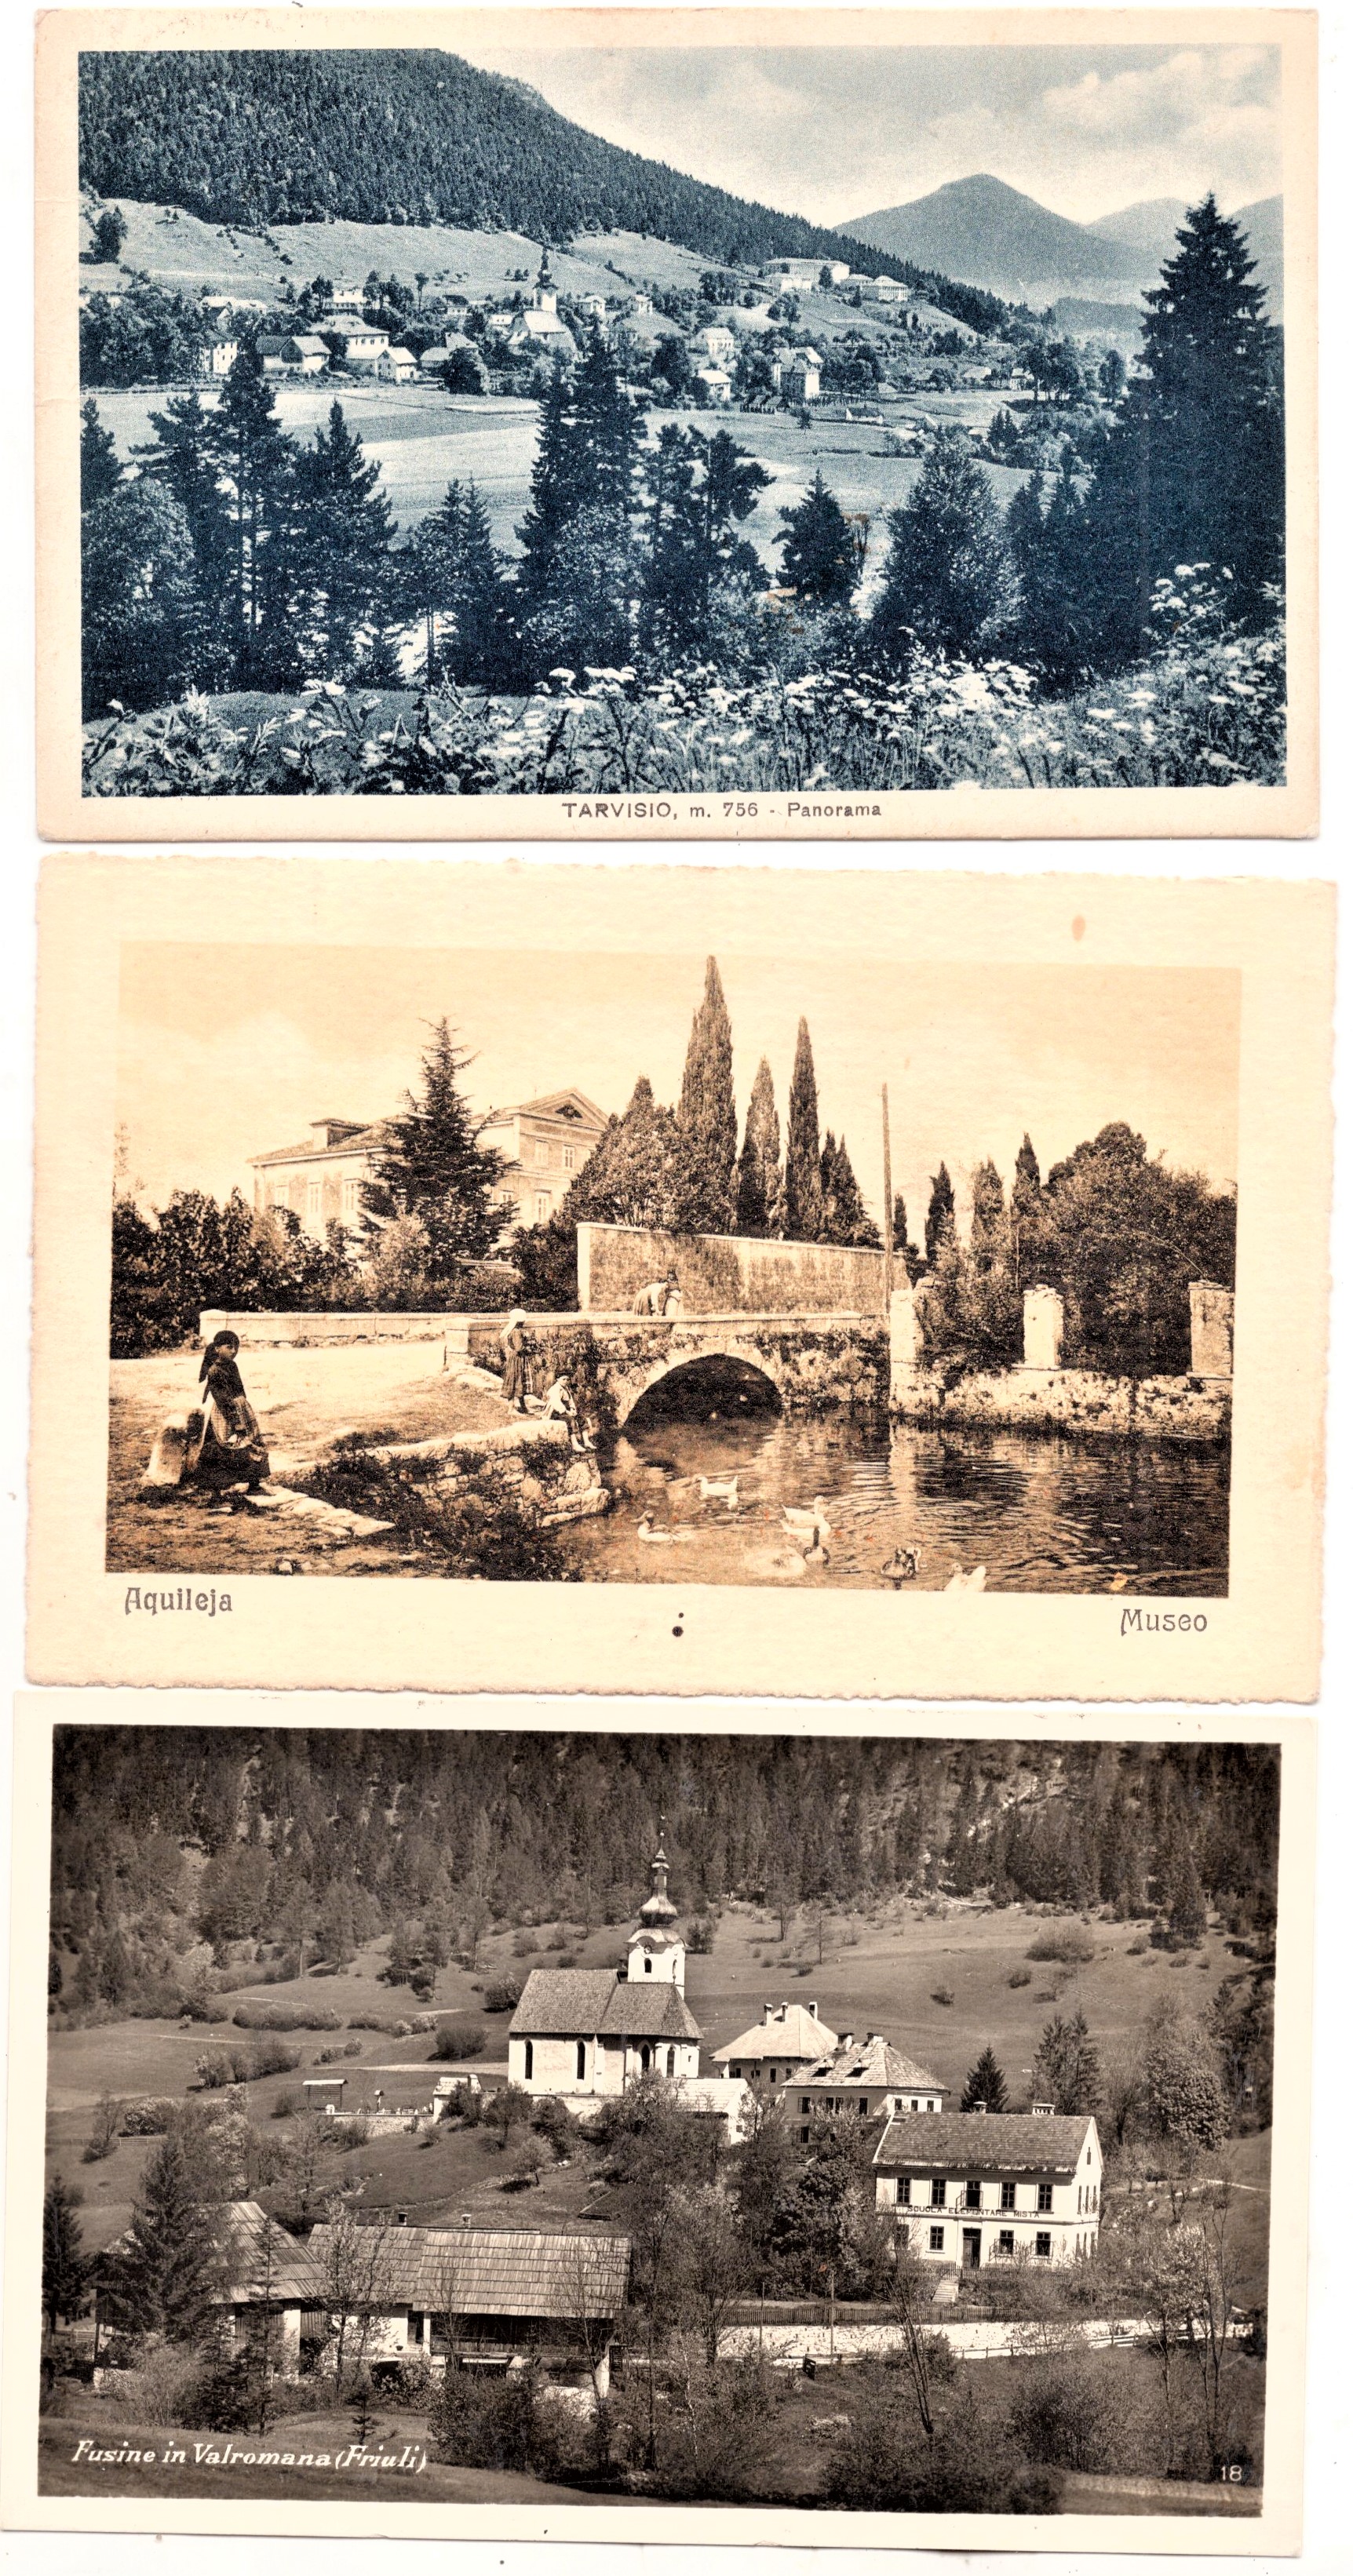 TARVISIO, m. 756 - Panorama
Aquileja
Museo
SCUOLA ELEMENTARE MISTA
Fusine in Valromana (Friuli)
18